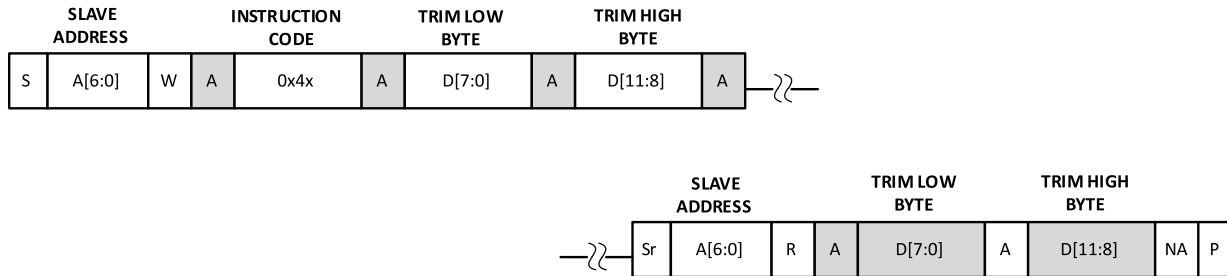 SLAVE ADDRESS INSTRUCTION CODE TRIM LOW BYTE TRIM HIGH BYTE
S A[6:0] W A 0x4x A D[7:0] A D[11:8] A
SLAVE ADDRESS TRIM LOW BYTE TRIM HIGH BYTE
Sr A[6:0] R A D[7:0] A D[11:8] NA P